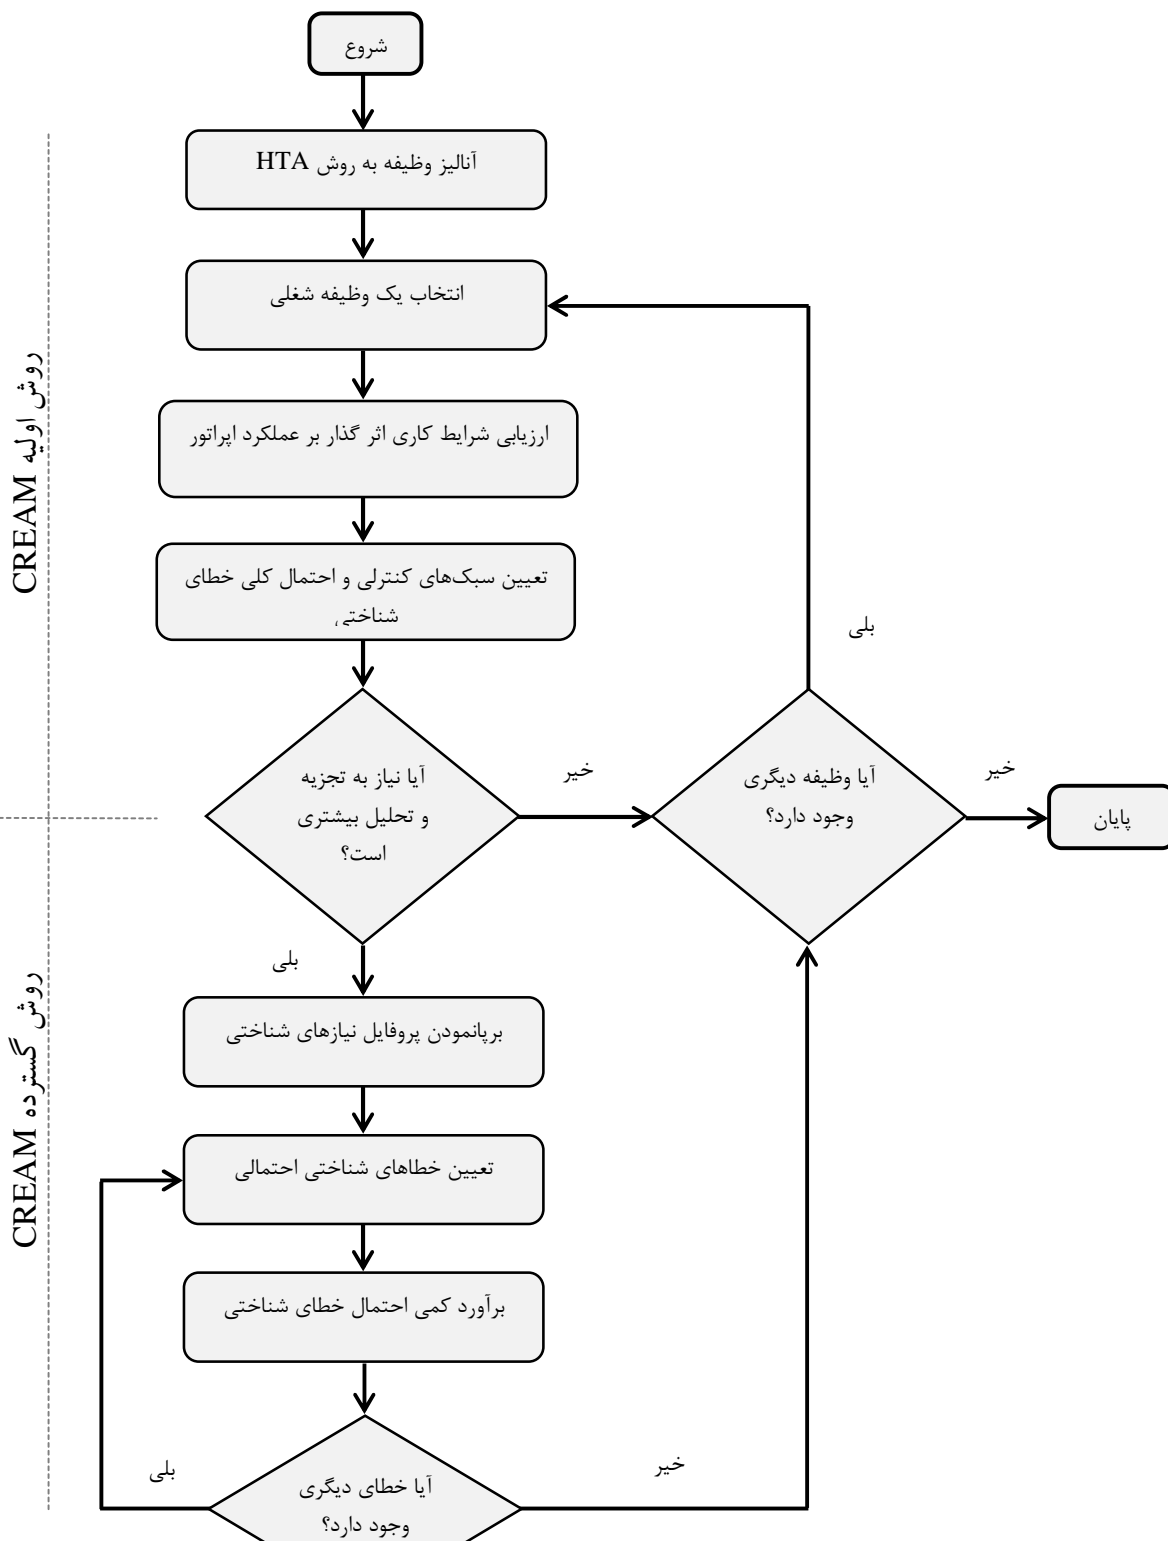 شروع
آنالیز وظیفه به روش HTA
انتخاب یک وظیفه شغلی
ارزیابی شرایط کاری اثر گذار بر عملکرد اپراتور
تعیین سبک‌های کنترلی و احتمال کلی خطای
شناختی
روش اولیه CREAM
بلی
آیا نیاز به تجزیه
و تحلیل بیشتری
است؟
خیر
آیا وظیفه دیگری
وجود دارد؟
خیر
پایان
بلی
برپانمودن پروفایل نیازهای شناختی
تعیین خطاهای شناختی احتمالی
برآورد کمی احتمال خطای شناختی
روش گسترده CREAM
بلی
آیا خطای دیگری
وجود دارد؟
خیر